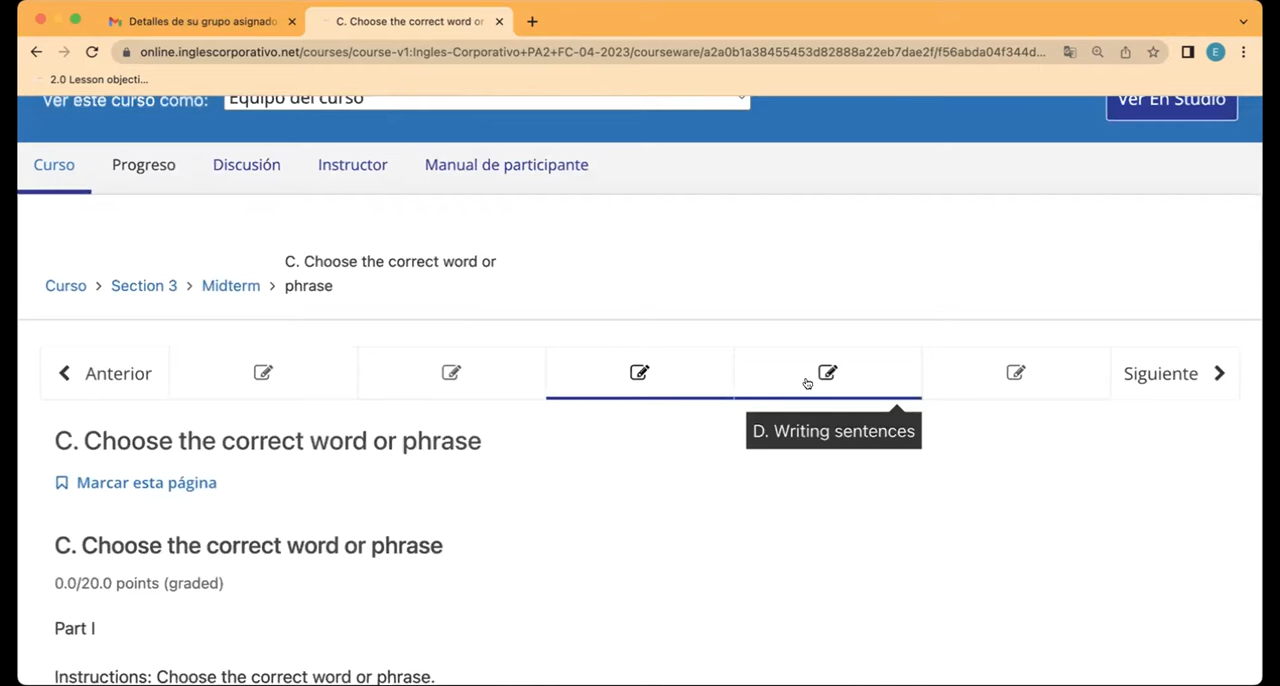 Detalles de su grupo asignado
C. Choose the correct word or
online.inglescorporativo.net/courses/course-v1:Ingles-Corporativo+PA2+FC-04-2023/courseware/a2a0b1a38455453d82888a22eb7dae2f/f56abda04f344d...
E
2.0 Lesson objecti...
Ver este curso como:
Equipo del curso
Ver En Studio
Curso
Progreso
Discusión
Instructor
Manual de participante
C. Choose the correct word or
Curso > Section 3 > Midterm > phrase
Anterior
Siguiente
D. Writing sentences
C. Choose the correct word or phrase
Marcar esta página
C. Choose the correct word or phrase
0.0/20.0 points (graded)
Part I
Instructions: Choose the correct word or phrase.